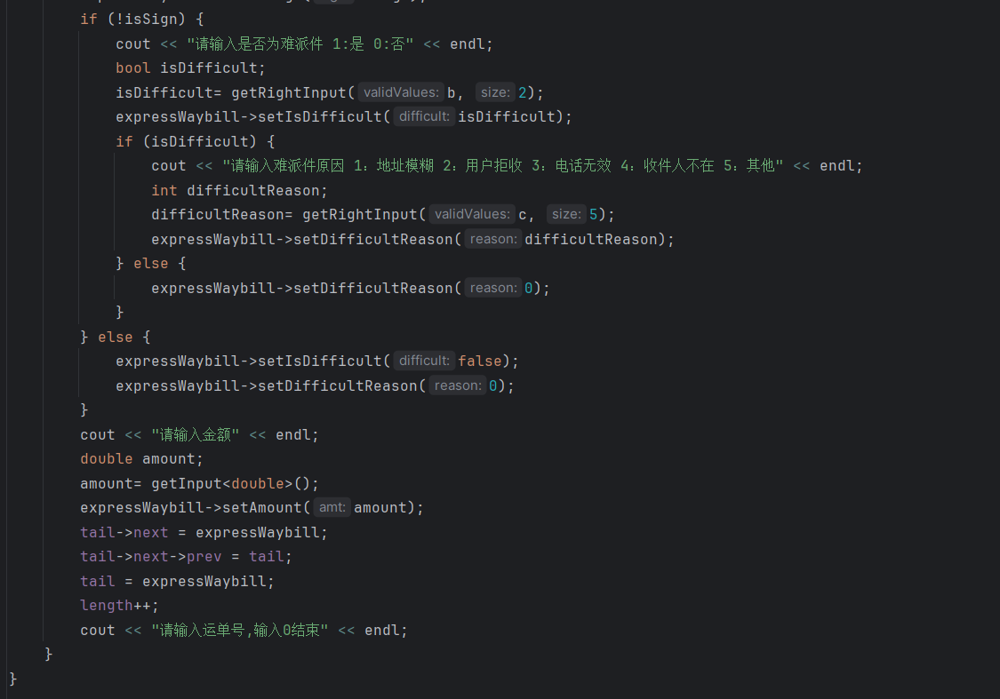 if (!isSign) {
cout << "请输入是否为难派件 1:是 0:否" << endl;
bool isDifficult;
isDifficult= getRightInput( validValues: b, size: 2);
expressWaybill->setIsDifficult( difficult: isDifficult);
if (isDifficult) {
cout << "请输入难派件原因 1：地址模糊 2：用户拒收 3：电话无效 4：收件人不在 5：其他" << endl;
int difficultReason;
difficultReason= getRightInput( validValues: c, size: 5);
expressWaybill->setDifficultReason( reason: difficultReason);
} else {
expressWaybill->setDifficultReason( reason: 0);
}
} else {
expressWaybill->setIsDifficult( difficult: false);
expressWaybill->setDifficultReason( reason: 0);
}
cout << "请输入金额" << endl;
double amount;
amount= getInput<double>();
expressWaybill->setAmount( amt: amount);
tail->next = expressWaybill;
tail->next->prev = tail;
tail = expressWaybill;
length++;
cout << "请输入运单号,输入0结束" << endl;
}
}